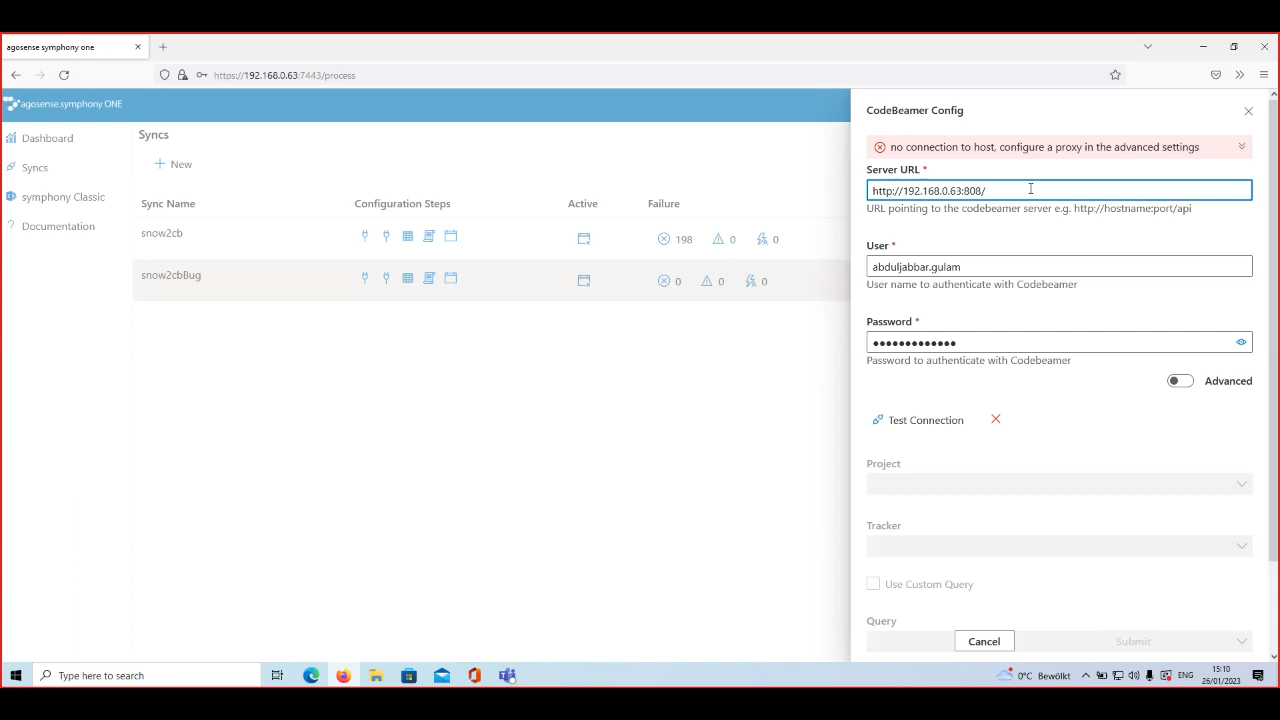 agosense symphony one
https://192.168.0.63:7443/process
agosense.symphony ONE
Dashboard
Syncs
symphony Classic
Documentation
Syncs
New
Sync Name Configuration Steps Active Failure
snow2cb 198 0 0
snow2cbBug 0 0 0
CodeBeamer Config
no connection to host, configure a proxy in the advanced settings
Server URL *
http://192.168.0.63:808/
URL pointing to the codebeamer server e.g. http://hostname:port/api
User *
abduljabbar.gulam
User name to authenticate with Codebeamer
Password *
•••••••••••••
Password to authenticate with Codebeamer
Advanced
Test Connection
Project
Tracker
Use Custom Query
Query
Cancel Submit
Type here to search
0°C Bewölkt
ENG
15:10
26/01/2023